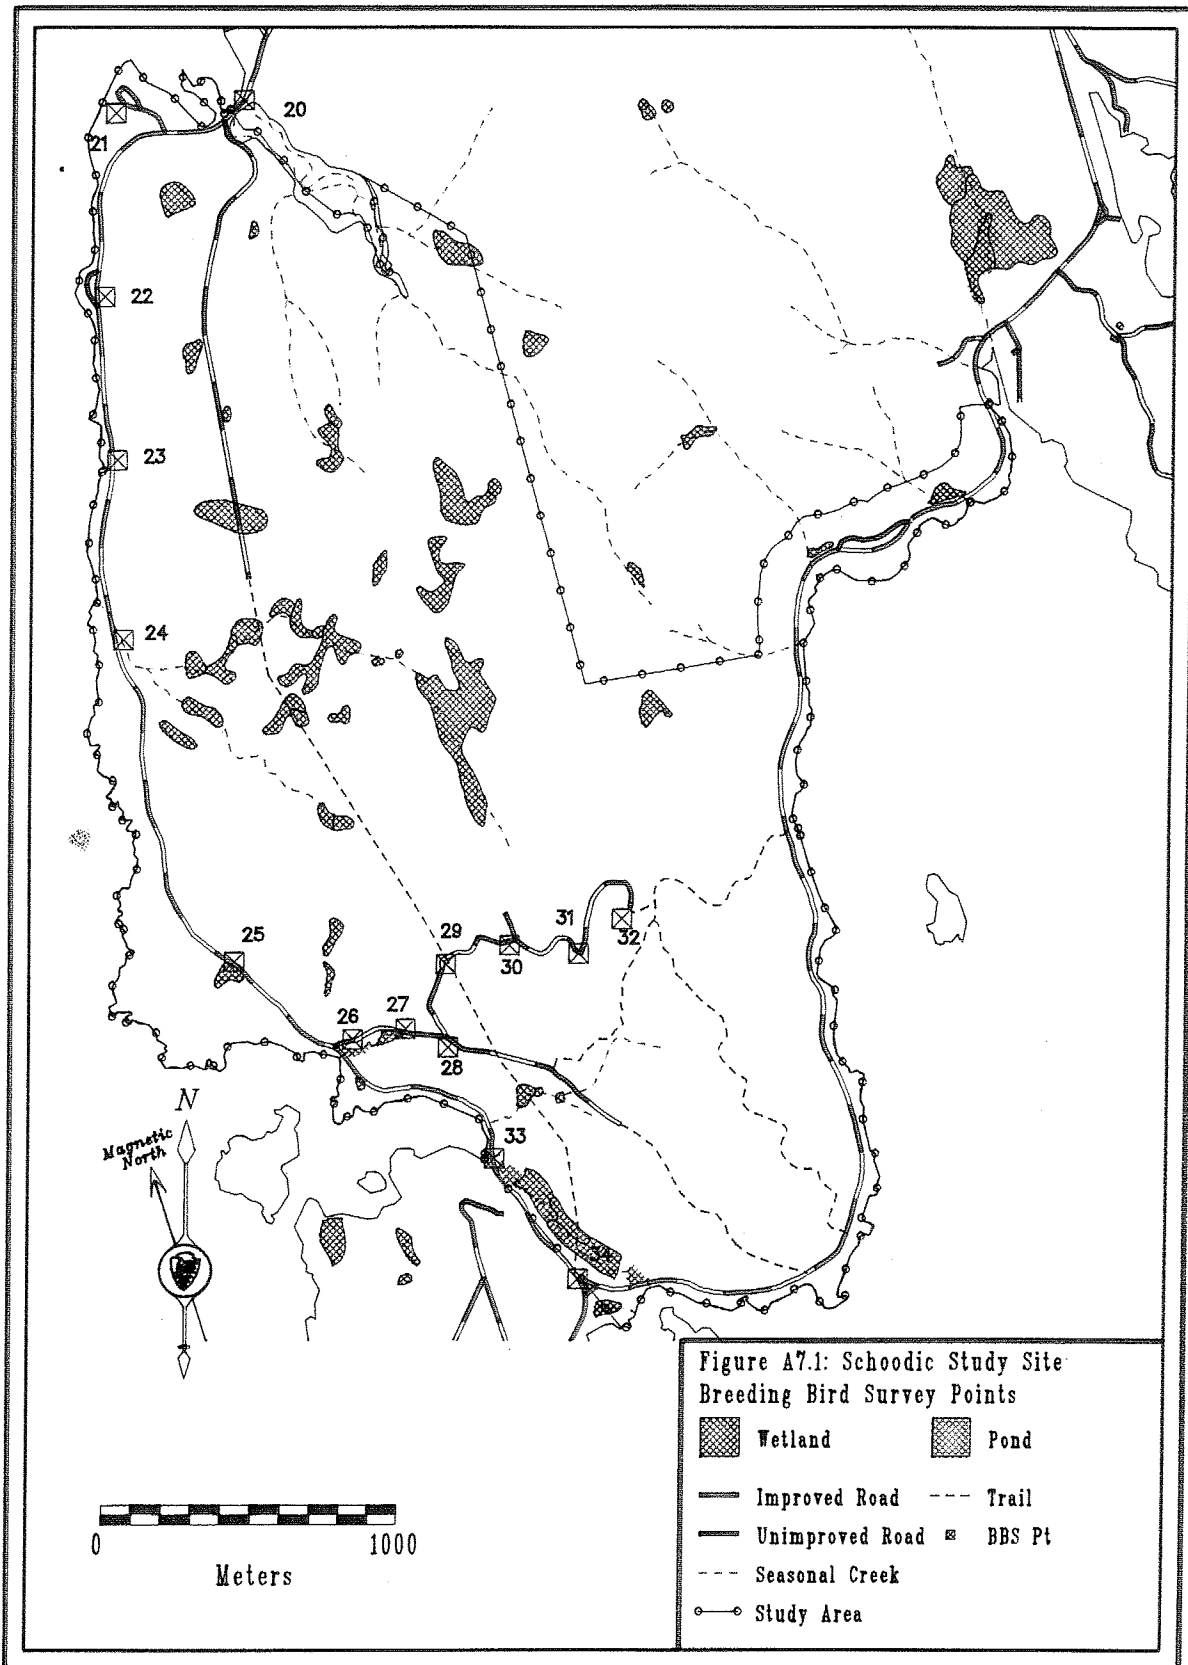 20
21
22
23
24
25
26
27
28
29
30
31
32
33
34
N
Magnetic
North
0 1000
Meters
Figure A7.1: Schoodic Study Site
Breeding Bird Survey Points
Wetland Pond
Improved Road Trail
Unimproved Road BBS Pt
Seasonal Creek
Study Area